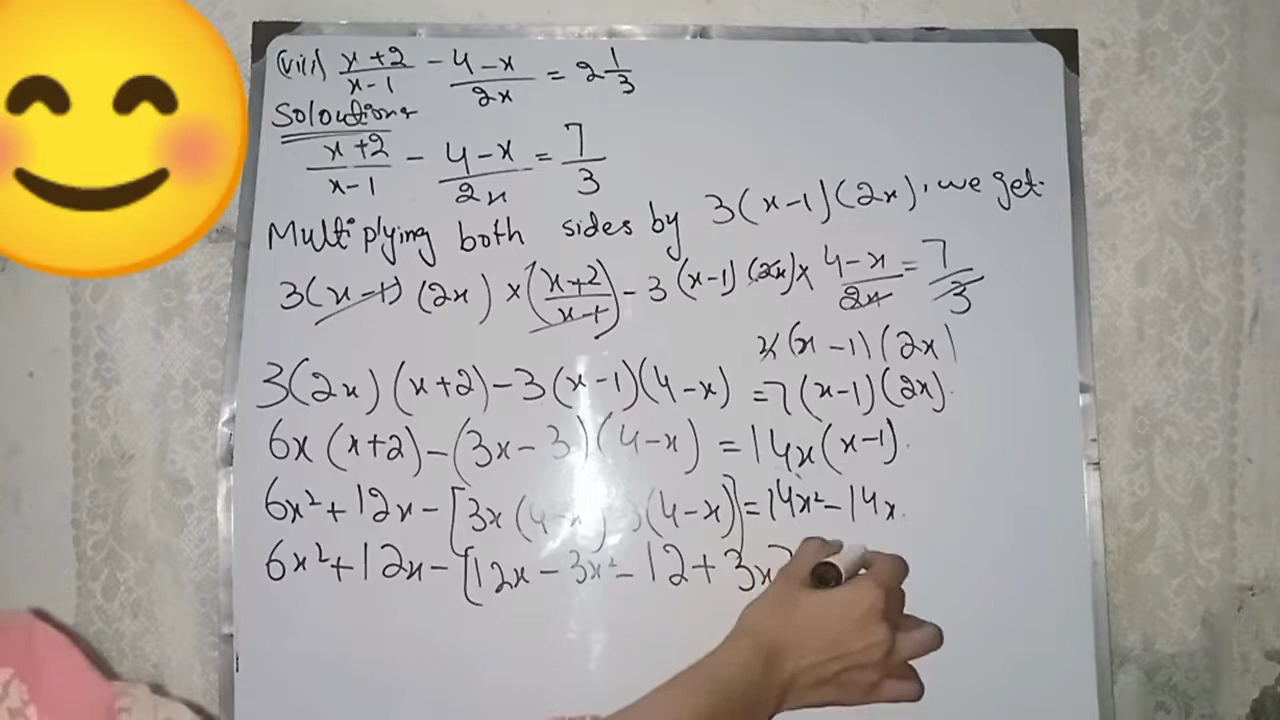 (viii) x+2/x-1 - 4-x/2x = 2 1/3
Soloution:
x+2/x-1 - 4-x/2x = 7/3
Multiplying both sides by 3(x-1)(2x), we get.
3(x-1)(2x) × (x+2/x-1) - 3(x-1)(2x) × 4-x/2x = 7/3
×(x-1)(2x)
3(2x)(x+2) - 3(x-1)(4-x) = 7(x-1)(2x).
6x(x+2) - (3x-3)(4-x) = 14x(x-1).
6x²+12x - [3x(4-x) 3(4-x)] = 14x² - 14x.
6x²+12x - [12x - 3x² - 12 + 3x]